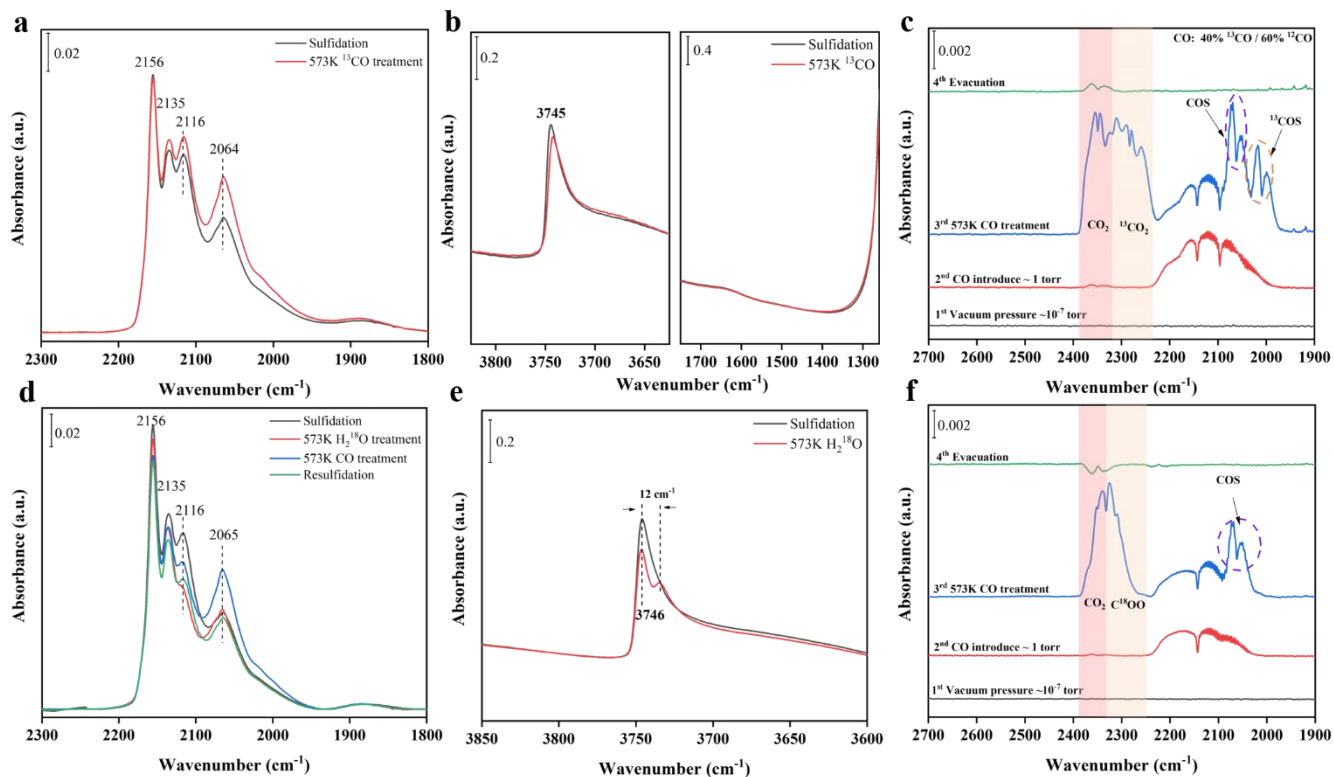 a
0.02
Sulfidation
573K ¹³CO treatment
2156
2135
2116
2064
Absorbance (a.u.)
2300 2200 2100 2000 1900 1800
Wavenumber (cm⁻¹)
b
0.2
Sulfidation
573K ¹³CO
0.4
3745
Absorbance (a.u.)
3750 3700 3650 1700 1600 1500 1400 1300
Wavenumber (cm⁻¹)
c
0.002
CO: 40% ¹³CO / 60% ¹²CO
4ᵗʰ Evacuation
COS
¹³COS
3ʳᵈ 573K CO treatment
CO₂
¹³CO₂
2ⁿᵈ CO introduce ~ 1 torr
1ˢᵗ Vacuum pressure ~10⁻⁷ torr
Absorbance (a.u.)
2700 2600 2500 2400 2300 2200 2100 2000 1900
Wavenumber (cm⁻¹)
d
0.02
Sulfidation
573K H₂¹⁸O treatment
573K CO treatment
Resulfidation
2156
2135
2116
2065
Absorbance (a.u.)
2300 2200 2100 2000 1900 1800
Wavenumber (cm⁻¹)
e
0.2
Sulfidation
573K H₂¹⁸O
12 cm⁻¹
3746
Absorbance (a.u.)
3850 3800 3750 3700 3650 3600
Wavenumber (cm⁻¹)
f
0.002
4ᵗʰ Evacuation
COS
3ʳᵈ 573K CO treatment
CO₂
C¹⁸OO
2ⁿᵈ CO introduce ~ 1 torr
1ˢᵗ Vacuum pressure ~10⁻⁷ torr
Absorbance (a.u.)
2700 2600 2500 2400 2300 2200 2100 2000 1900
Wavenumber (cm⁻¹)